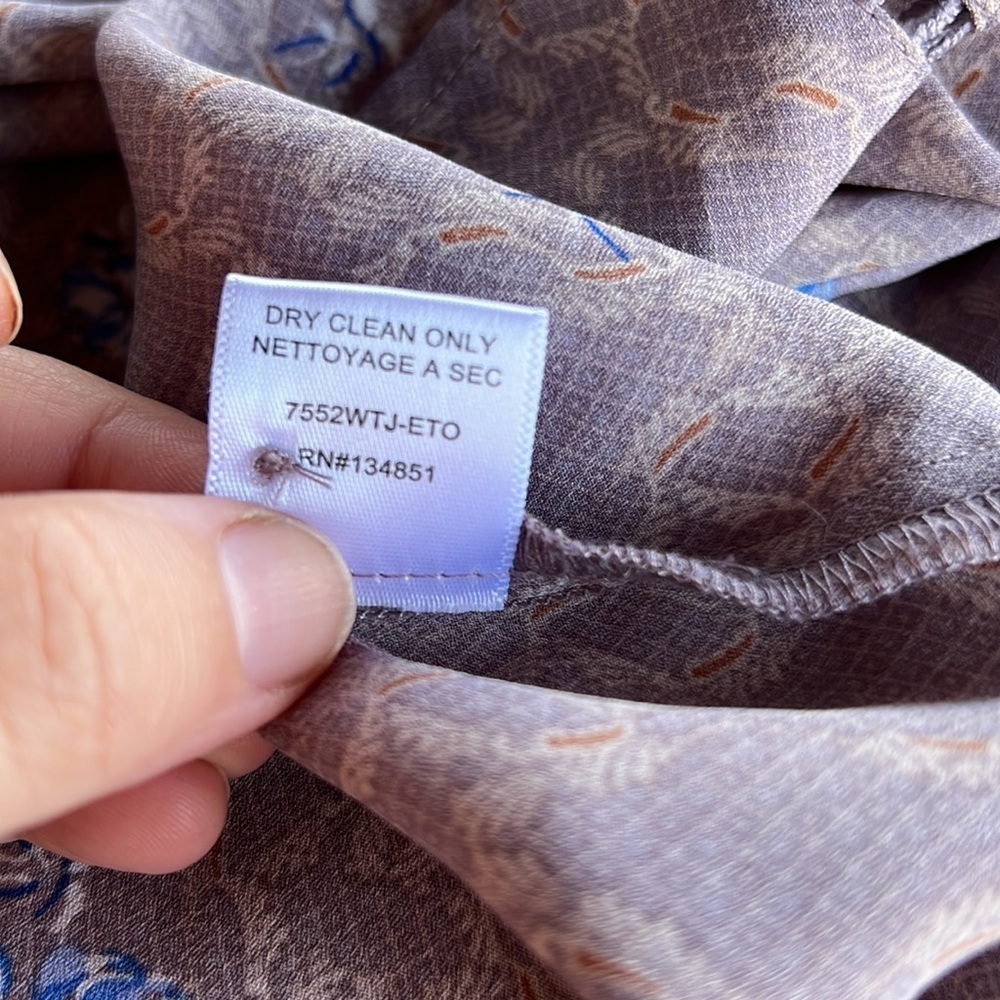 DRY CLEAN ONLY
NETTOYAGE A SEC
7552WTJ-ETO
RN#134851